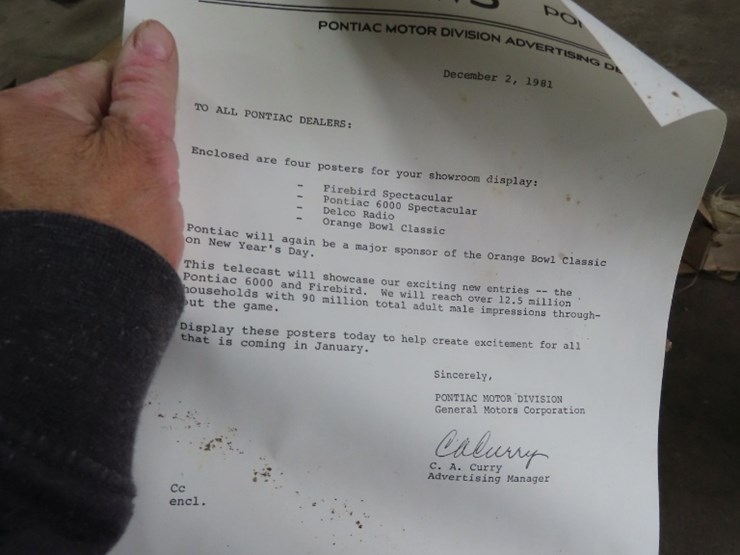 PONTIAC MOTOR DIVISION ADVERTISING
December 2, 1981
TO ALL PONTIAC DEALERS:
Enclosed are four posters for your showroom display:
- Firebird Spectacular
- Pontiac 6000 Spectacular
- Delco Radio
- Orange Bowl Classic
Pontiac will again be a major sponsor of the Orange Bowl Classic
on New Year's Day.
This telecast will showcase our exciting new entries -- the
Pontiac 6000 and Firebird. We will reach over 12.5 million
households with 90 million total adult male impressions through-
out the game.
Display these posters today to help create excitement for all
that is coming in January.
Sincerely,
PONTIAC MOTOR DIVISION
General Motors Corporation
CACurry
C. A. Curry
Advertising Manager
Cc
encl.